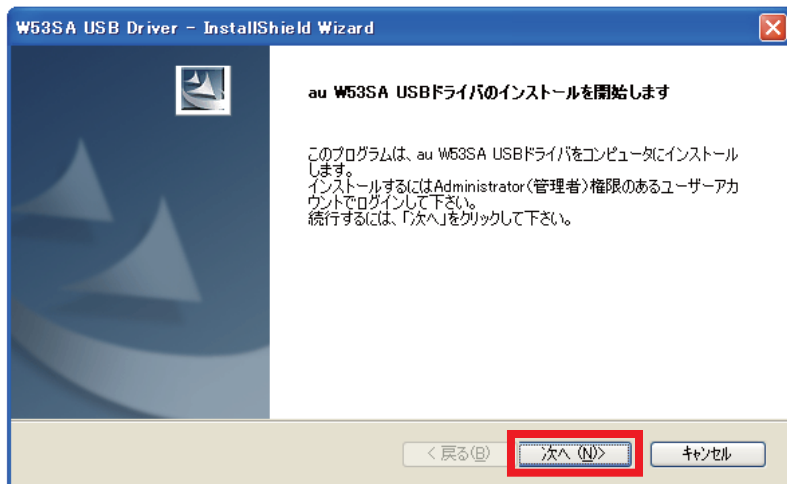 W53SA USB Driver - InstallShield Wizard
au W53SA USBドライバのインストールを開始します
このプログラムは、au W53SA USBドライバをコンピュータにインストール
します。
インストールするにはAdministrator(管理者)権限のあるユーザーアカ
ウントでログインして下さい。
続行するには、「次へ」をクリックして下さい。
< 戻る(B)
次へ (N)>
キャンセル